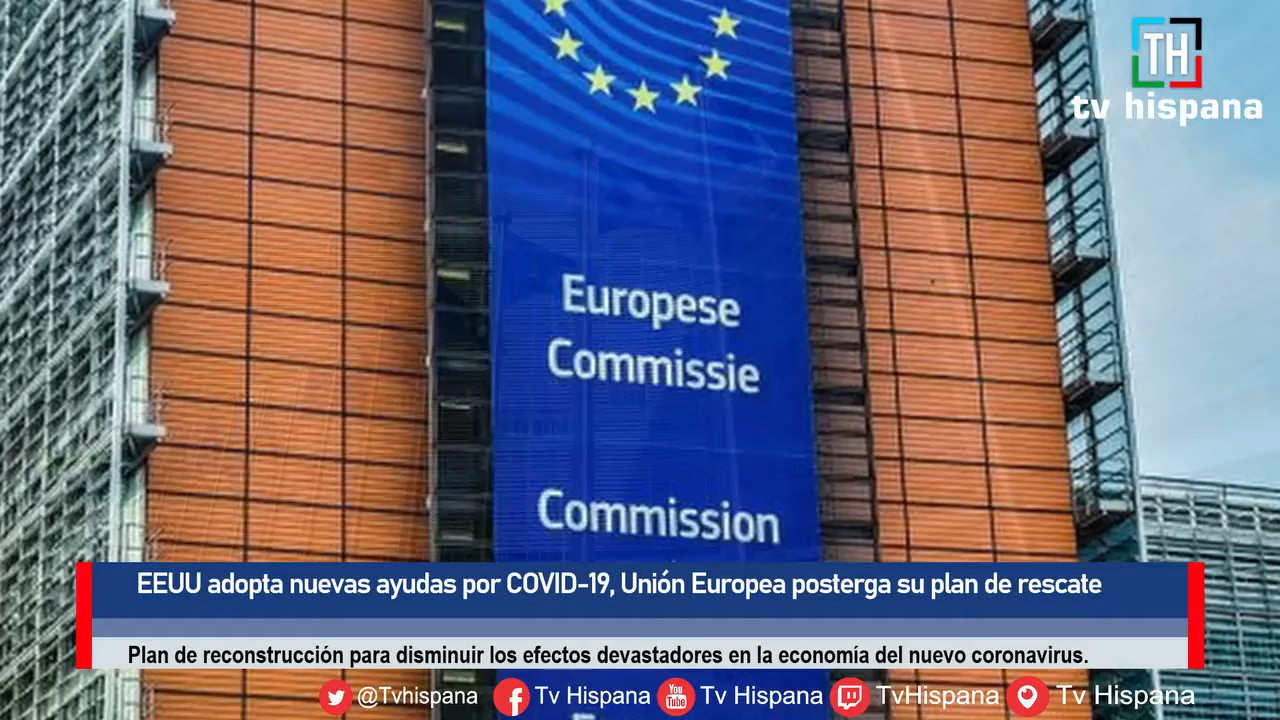 TH
tv hispana
Europese
Commissie
Commission
EEUU adopta nuevas ayudas por COVID-19, Unión Europea posterga su plan de rescate
Plan de reconstrucción para disminuir los efectos devastadores en la economía del nuevo coronavirus.
@Tvhispana Tv Hispana You Tube Tv Hispana TvHispana Tv Hispana